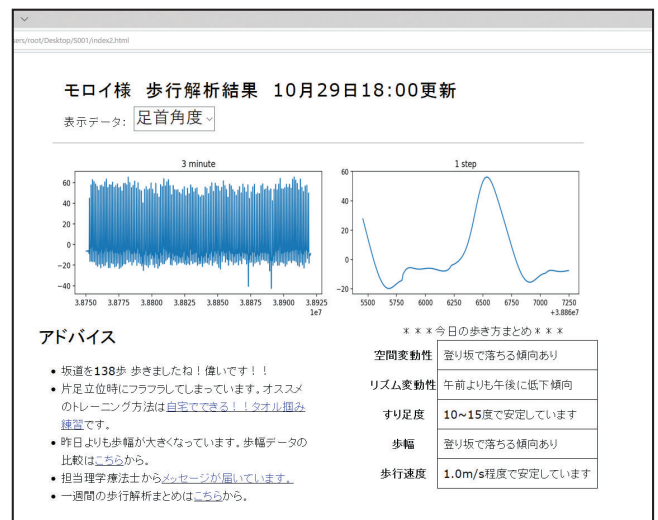 ers/root/Desktop/S001/index2.html
モロイ様 歩行解析結果 10月29日18:00更新
表示データ: 足首角度
3 minute
60
40
20
0
−20
−40
3.8750 3.8775 3.8800 3.8825 3.8850 3.8875 3.8900 3.8925
1e7
1 step
60
40
20
0
−20
5500 5750 6000 6250 6500 6750 7000 7250
+3.886e7
アドバイス
• 坂道を138歩 歩きましたね！偉いです！！
• 片足立位時にフラフラしてしまっています。オススメ
のトレーニング方法は自宅でできる！！タオル掴み
練習です。
• 昨日よりも歩幅が大きくなっています。歩幅データの
比較はこちらから。
• 担当理学療法士からメッセージが届いています。
• 一週間の歩行解析まとめはこちらから。
＊＊＊今日の歩き方まとめ＊＊＊
空間変動性 登り坂で落ちる傾向あり
リズム変動性 午前よりも午後に低下傾向
すり足度 10~15度で安定しています
歩幅 登り坂で落ちる傾向あり
歩行速度 1.0m/s程度で安定しています